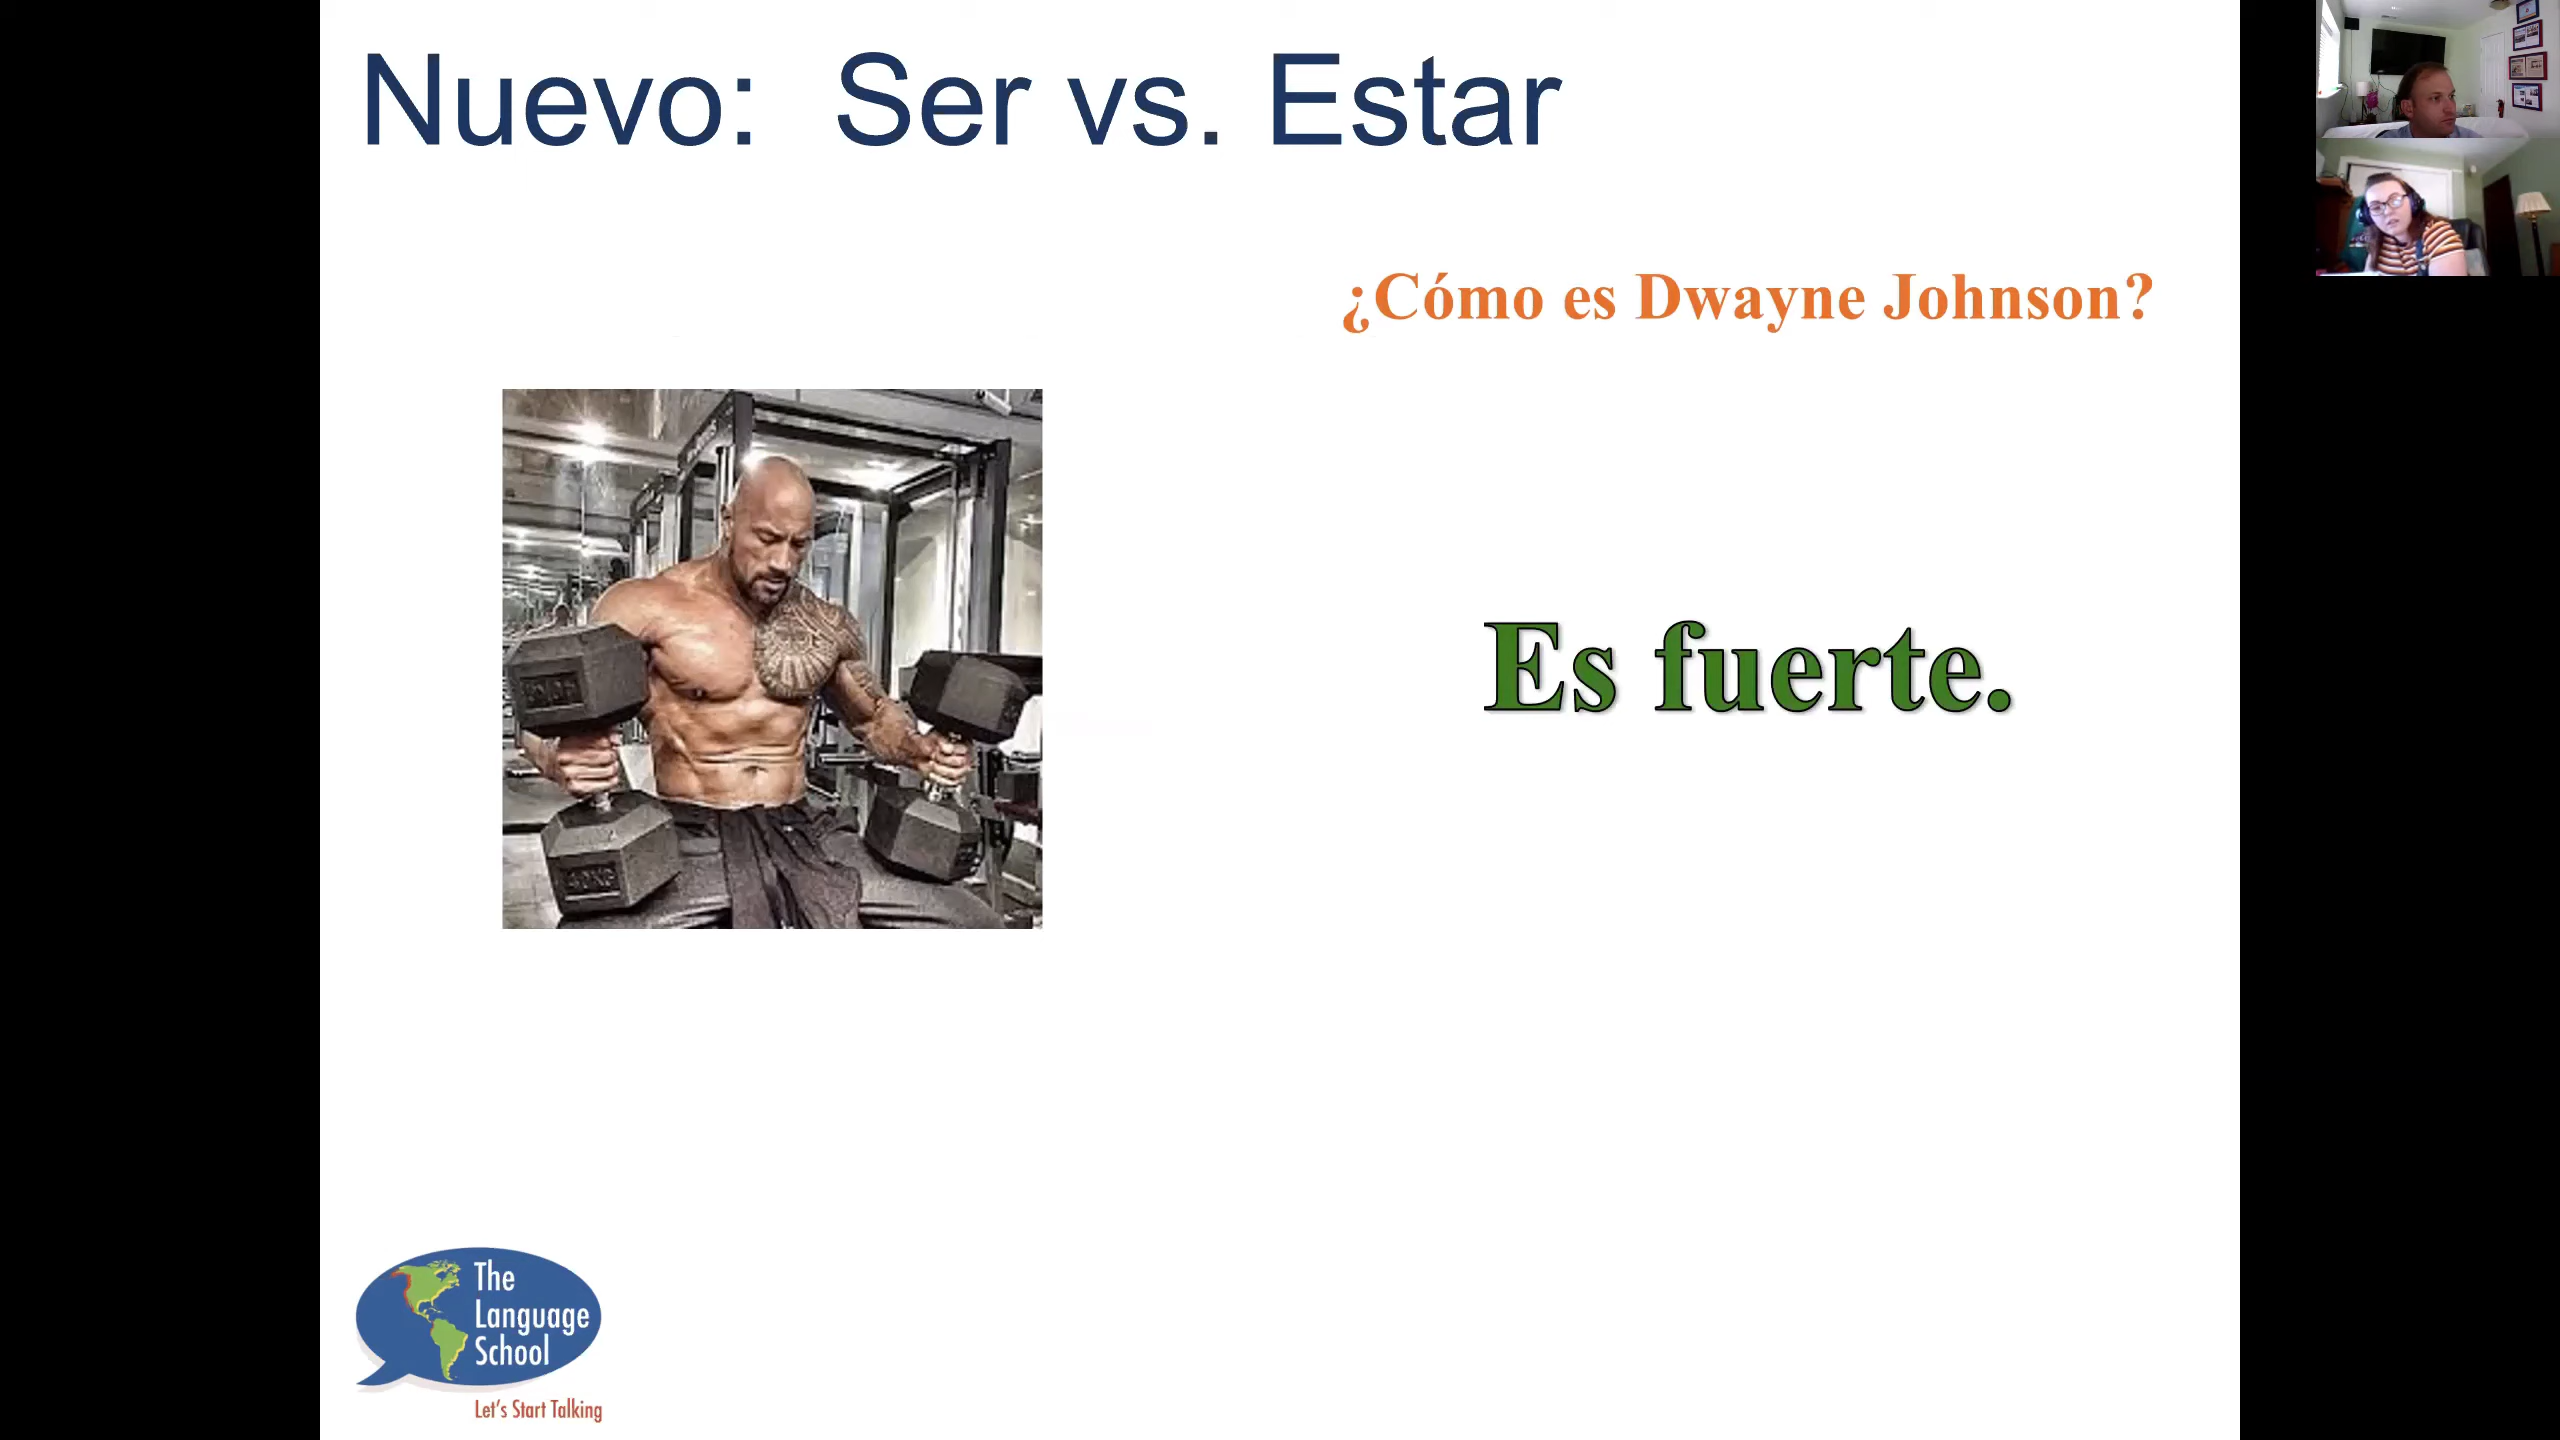 Nuevo: Ser vs. Estar
¿Cómo es Dwayne Johnson?
Es fuerte.
The
Language
School
Let's Start Talking